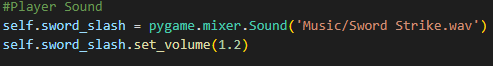 #Player Sound
self.sword_slash = pygame.mixer.Sound('Music/Sword Strike.wav')
self.sword_slash.set_volume(1.2)